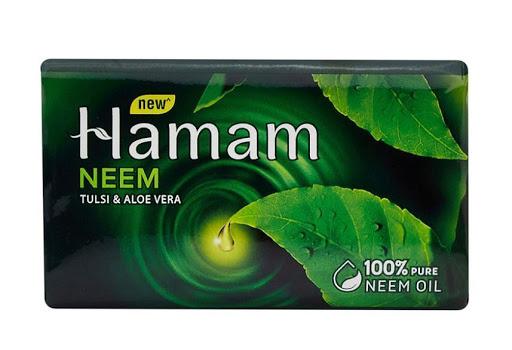 new^
Hamam
NEEM
TULSI & ALOE VERA
100% PURE
NEEM OIL